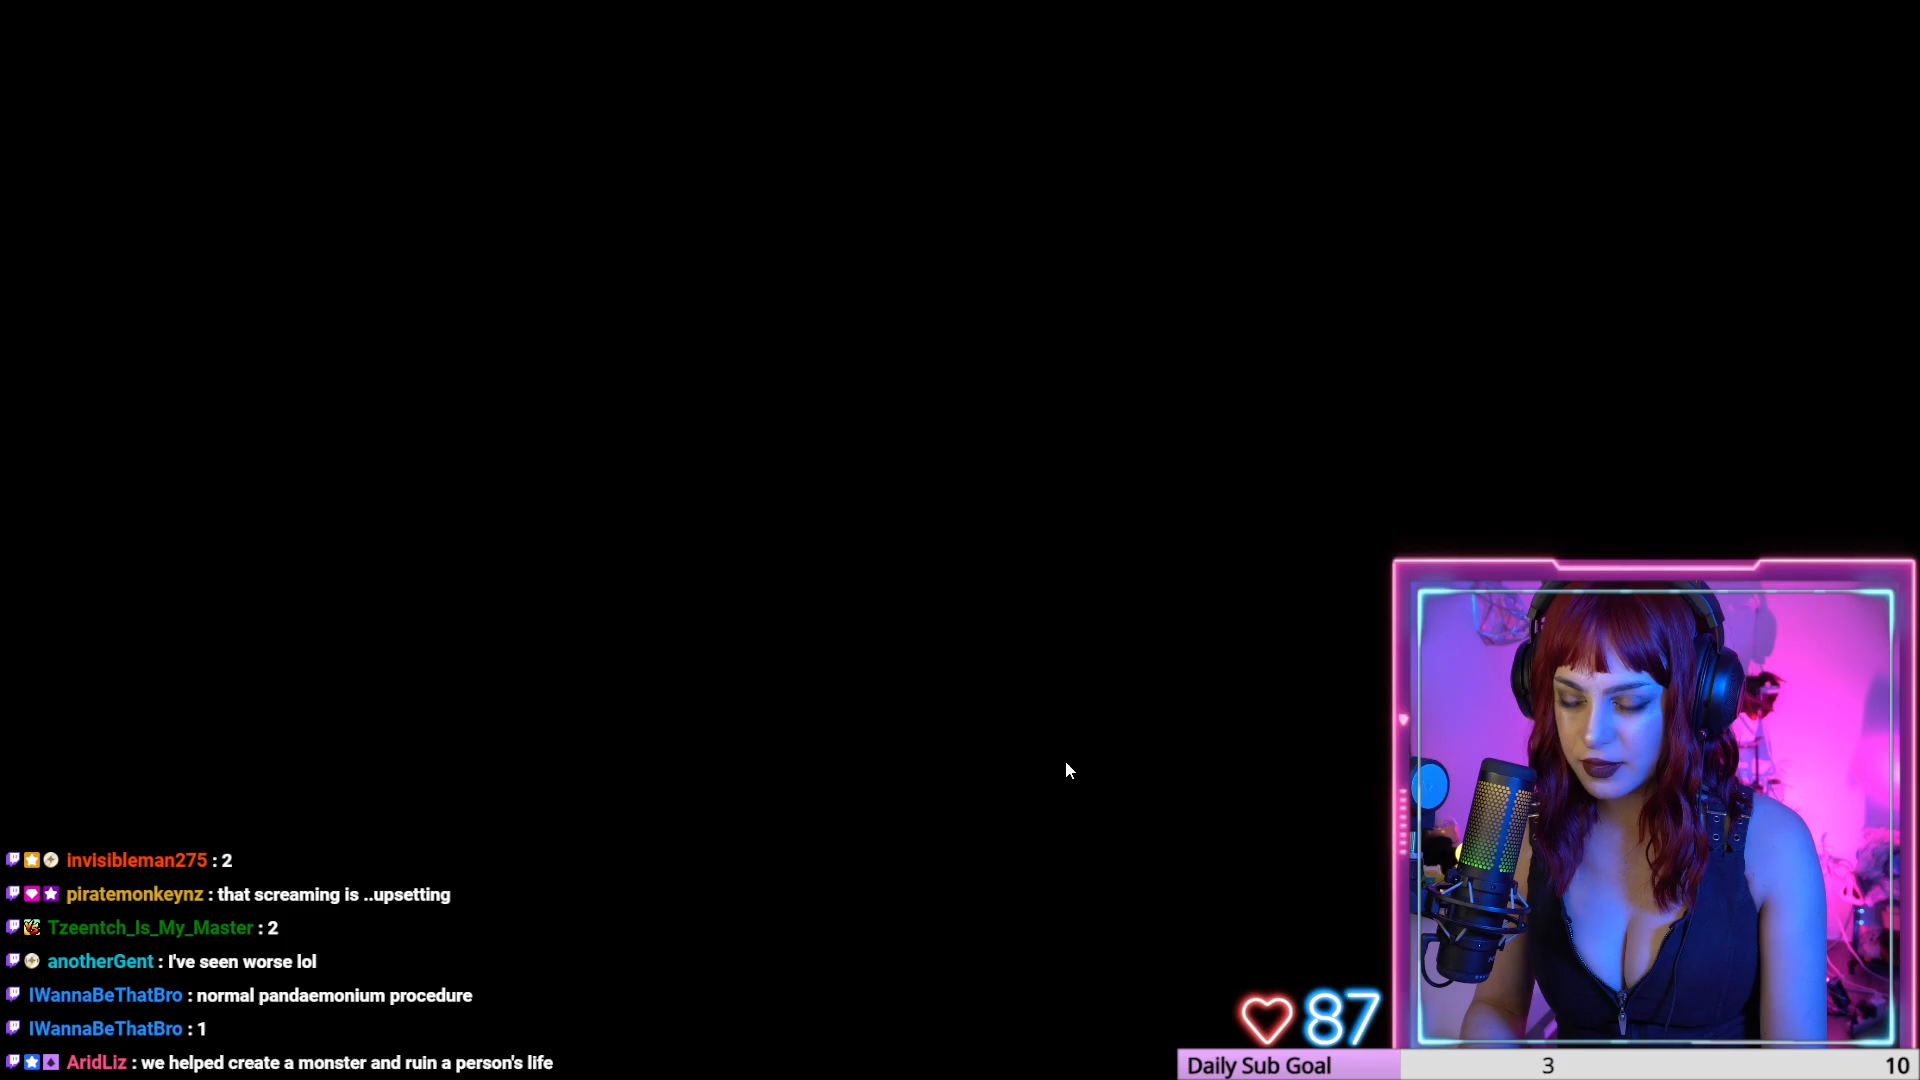 invisibleman275 : 2
piratemonkeynz : that screaming is ..upsetting
Tzeentch_Is_My_Master : 2
anotherGent : I've seen worse lol
IWannaBeThatBro : normal pandaemonium procedure
IWannaBeThatBro : 1
AridLiz : we helped create a monster and ruin a person's life
87
Daily Sub Goal 3 10